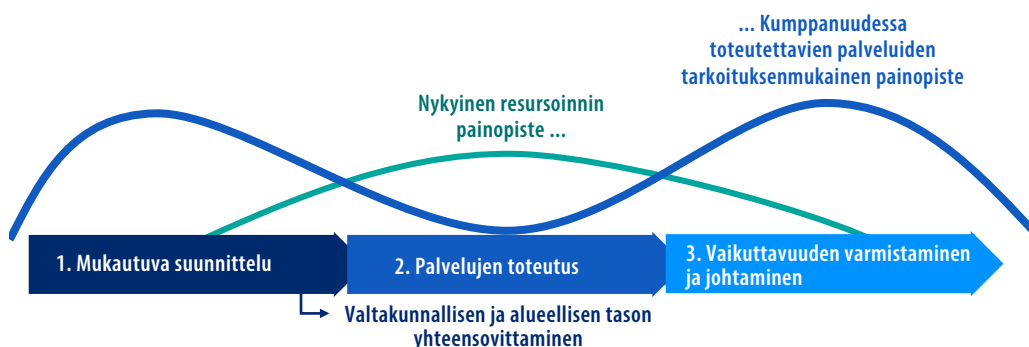 ... Kumppanuudessa
toteutettavien palveluiden
tarkoituksenmukainen painopiste
Nykyinen resursoinnin
painopiste ...
1. Mukautuva suunnittelu
2. Palvelujen toteutus
3. Vaikuttavuuden varmistaminen
ja johtaminen
Valtakunnallisen ja alueellisen tason
yhteensovittaminen